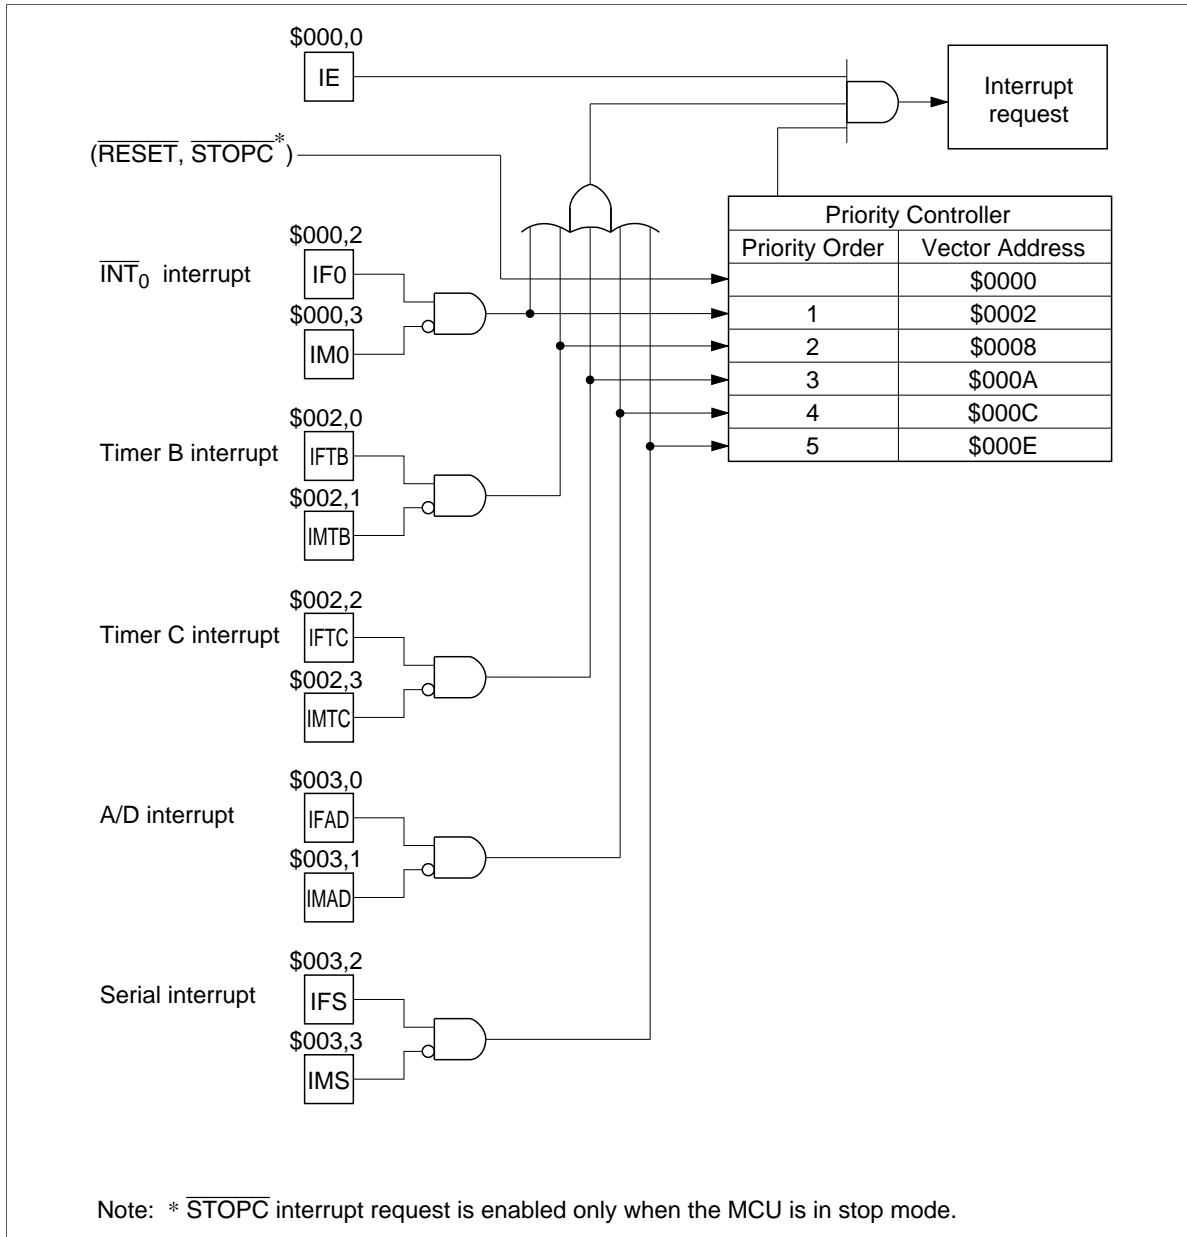 $000,0
IE
Interrupt
request
(RESET, STOPC*)
Priority Controller
Priority Order Vector Address
$0000
1 $0002
2 $0008
3 $000A
4 $000C
5 $000E
$000,2
INT0 interrupt
IF0
$000,3
IM0
$002,0
Timer B interrupt
IFTB
$002,1
IMTB
$002,2
Timer C interrupt
IFTC
$002,3
IMTC
$003,0
A/D interrupt
IFAD
$003,1
IMAD
$003,2
Serial interrupt
IFS
$003,3
IMS
Note: * STOPC interrupt request is enabled only when the MCU is in stop mode.